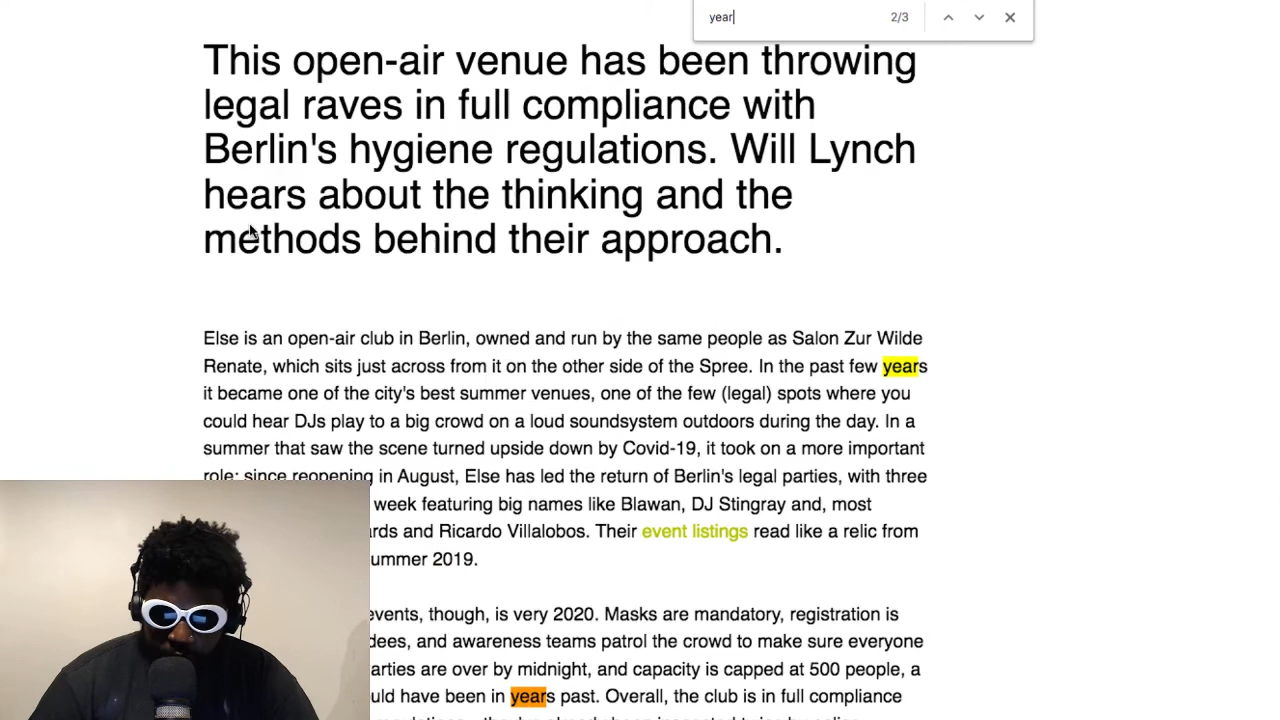 year
2/3
This open-air venue has been throwing
legal raves in full compliance with
Berlin's hygiene regulations. Will Lynch
hears about the thinking and the
methods behind their approach.
Else is an open-air club in Berlin, owned and run by the same people as Salon Zur Wilde
Renate, which sits just across from it on the other side of the Spree. In the past few years
it became one of the city's best summer venues, one of the few (legal) spots where you
could hear DJs play to a big crowd on a loud soundsystem outdoors during the day. In a
summer that saw the scene turned upside down by Covid-19, it took on a more important
role: since reopening in August, Else has led the return of Berlin's legal parties, with three
week featuring big names like Blawan, DJ Stingray and, most
and Ricardo Villalobos. Their event listings read like a relic from
2019.
events, though, is very 2020. Masks are mandatory, registration is
and awareness teams patrol the crowd to make sure everyone
are over by midnight, and capacity is capped at 500 people, a
have been in years past. Overall, the club is in full compliance